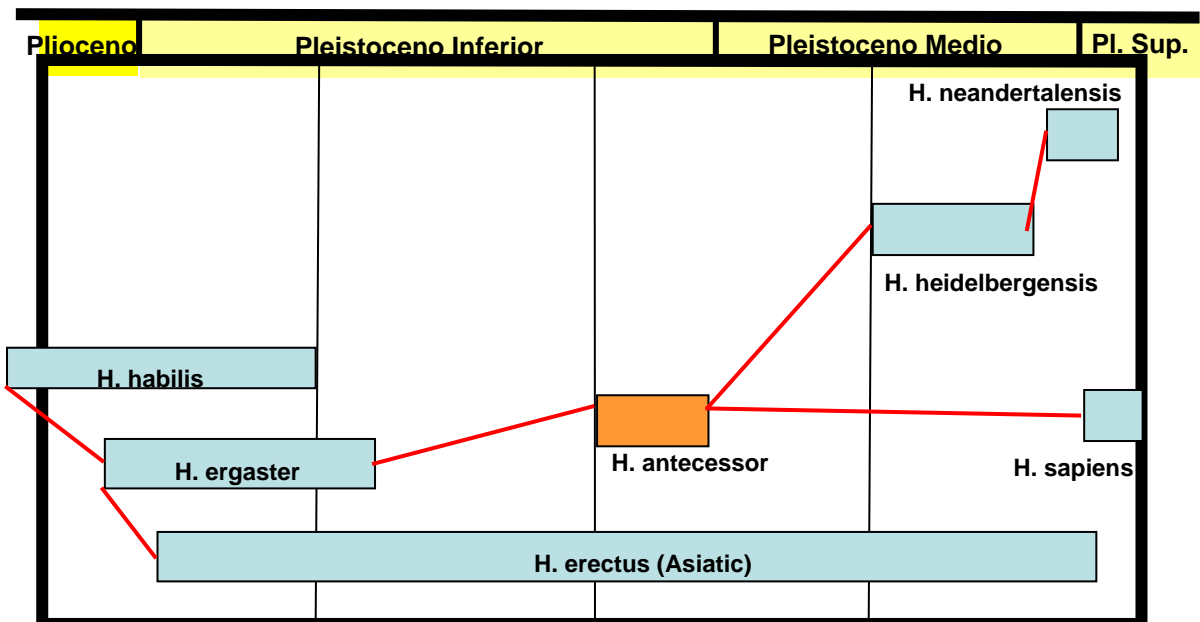 Plioceno Pleistoceno Inferior Pleistoceno Medio Pl. Sup.
H. neandertalensis
H. heidelbergensis
H. habilis
H. antecessor
H. ergaster
H. sapiens
H. erectus (Asiatic)